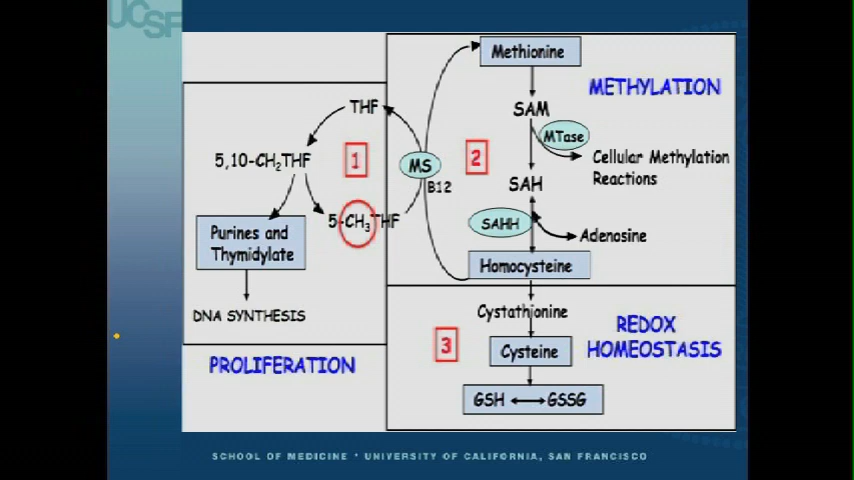 UCSF
Methionine
METHYLATION
THF
SAM
MTase
5,10-CH₂THF
1
MS
2
Cellular Methylation
Reactions
B12
SAH
5-CH₃THF
SAHH
Adenosine
Purines and
Thymidylate
Homocysteine
DNA SYNTHESIS
Cystathionine
REDOX
HOMEOSTASIS
3
Cysteine
PROLIFERATION
GSH
GSSG
SCHOOL OF MEDICINE * UNIVERSITY OF CALIFORNIA, SAN FRANCISCO